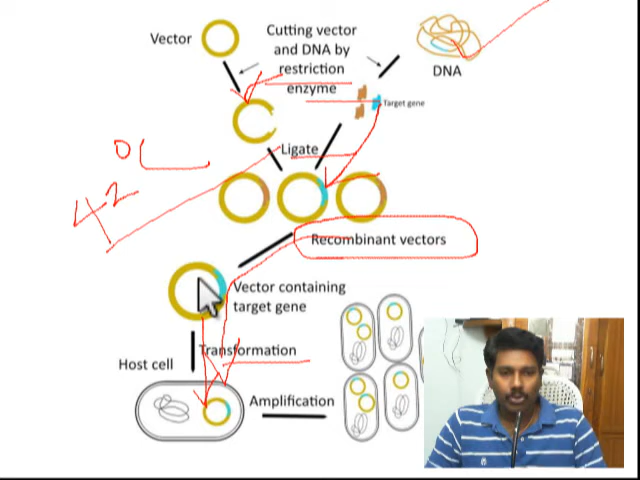 Vector
Cutting vector
and DNA by
restriction
enzyme
DNA
Target gene
Ligate
42°C
Recombinant vectors
Vector containing
target gene
Transformation
Host cell
Amplification